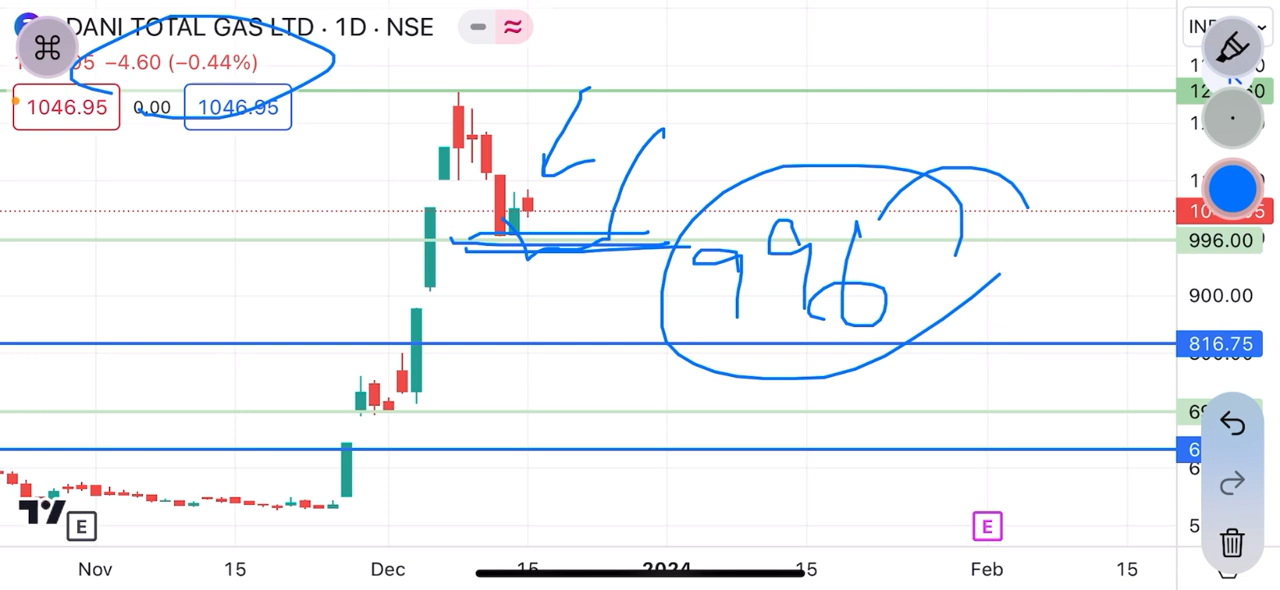 DANI TOTAL GAS LTD · 1D · NSE
−4.60 (−0.44%)
1046.95 0.00 1046.95
996
996.00
900.00
816.75
E E
Nov 15 Dec 15 2024 15 Feb 15